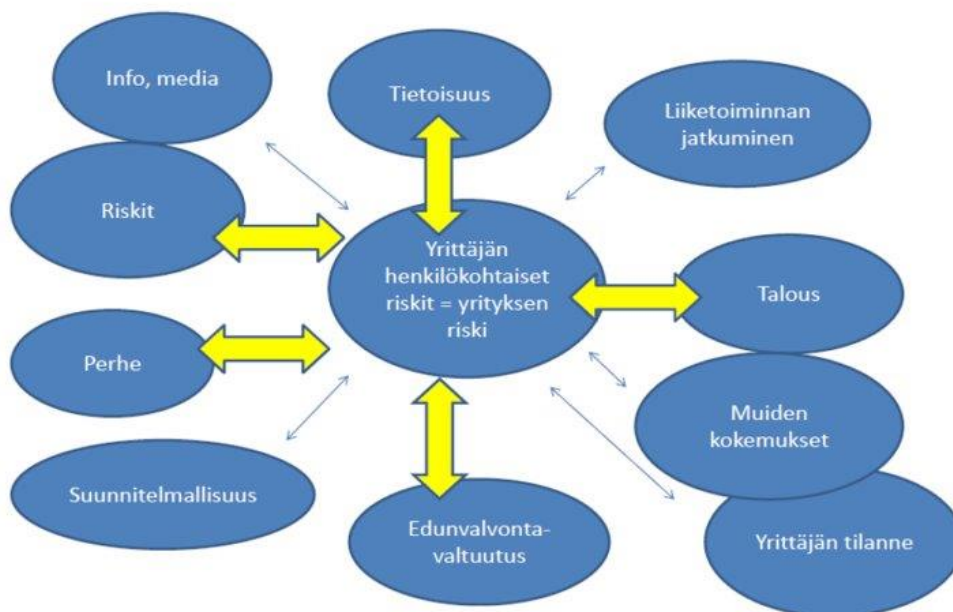 Info, media
Tietoisuus
Liiketoiminnan
jatkuminen
Riskit
Yrittäjän
henkilökohtaiset
riskit = yrityksen
riski
Talous
Perhe
Muiden
kokemukset
Suunnitelmallisuus
Edunvalvonta-
valtuutus
Yrittäjän tilanne